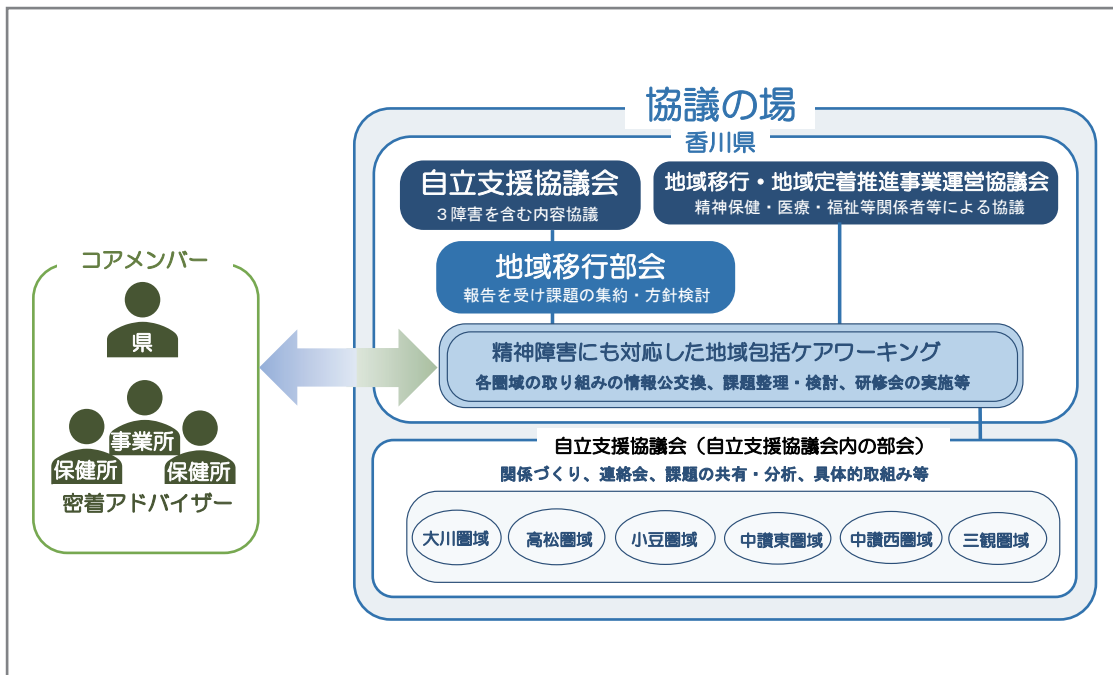 協議の場
香川県
自立支援協議会
３障害を含む内容協議
地域移行・地域定着推進事業運営協議会
精神保健・医療・福祉等関係者等による協議
地域移行部会
報告を受け課題の集約・方針検討
精神障害にも対応した地域包括ケアワーキング
各圏域の取り組みの情報公交換、課題整理・検討、研修会の実施等
コアメンバー
県
事業所
保健所
保健所
密着アドバイザー
自立支援協議会（自立支援協議会内の部会）
関係づくり、連絡会、課題の共有・分析、具体的取組み等
大川圏域
高松圏域
小豆圏域
中讃東圏域
中讃西圏域
三観圏域